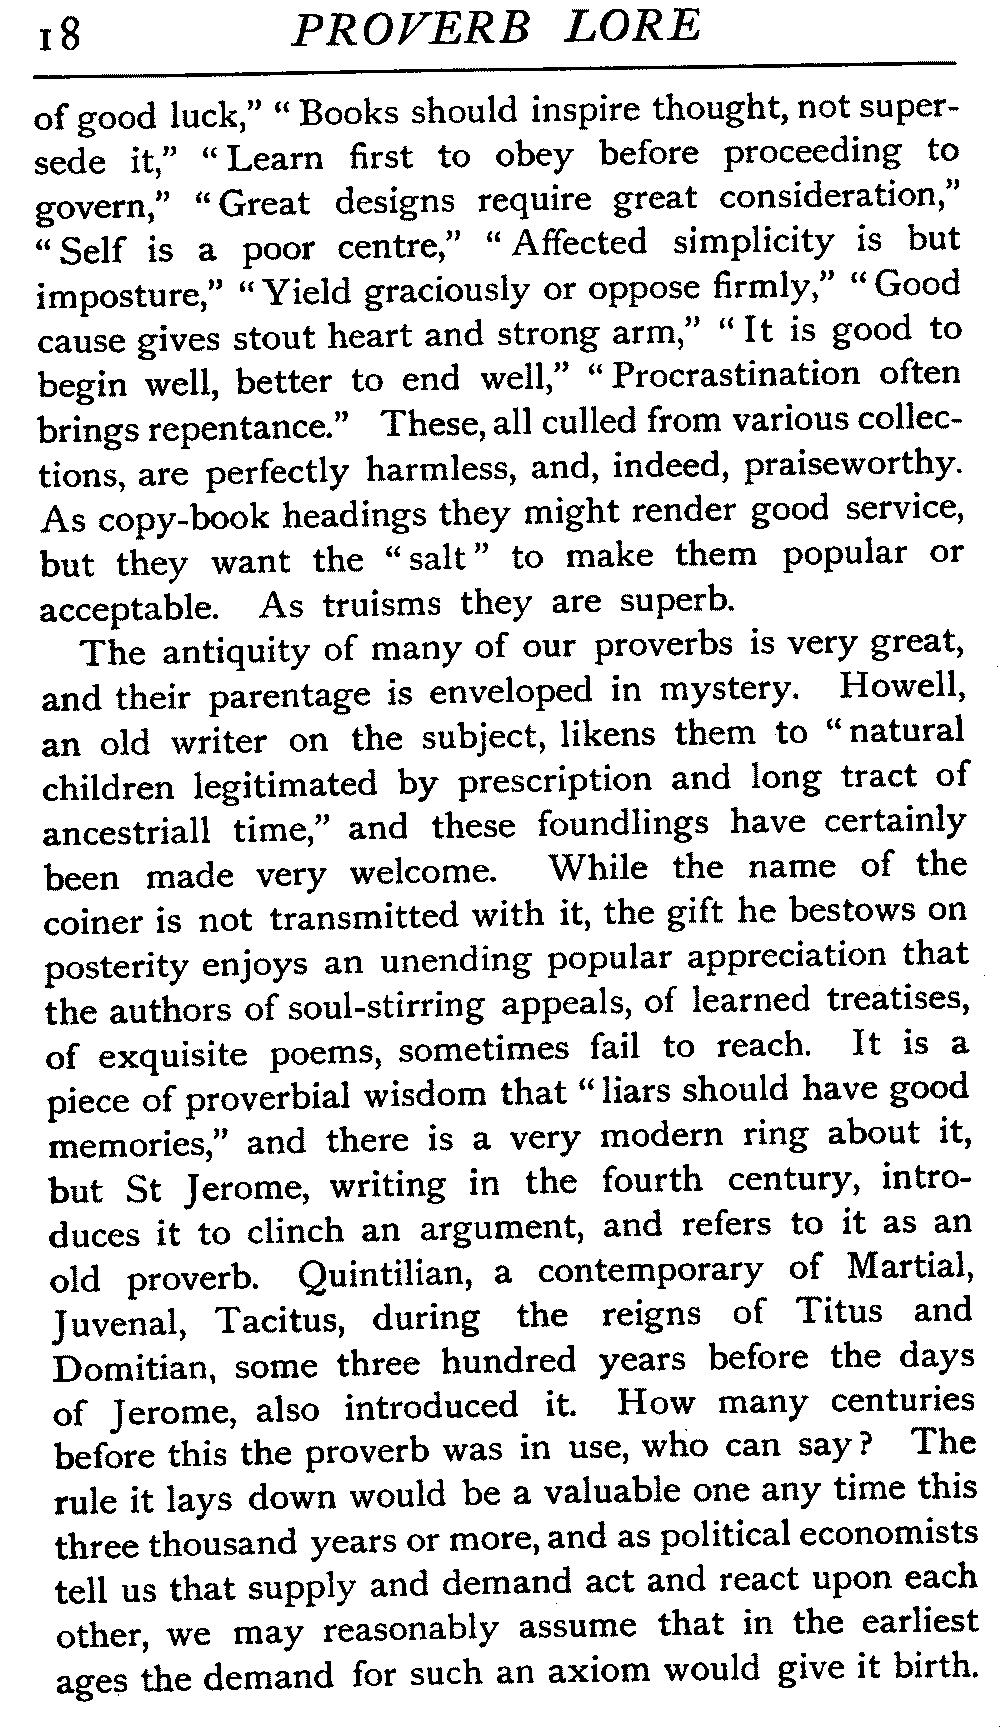 18 PROVERB LORE
of good luck,” “ Books should inspire thought, not super-
sede it,” “ Learn first to obey before proceeding to
govern,” “ Great designs require great consideration,”
“ Self is a poor centre,” “ Affected simplicity is but
imposture,” “ Yield graciously or oppose firmly,” “ Good
cause gives stout heart and strong arm,” “ It is good to
begin well, better to end well,” “ Procrastination often
brings repentance.” These, all culled from various collec-
tions, are perfectly harmless, and, indeed, praiseworthy.
As copy-book headings they might render good service,
but they want the “ salt ” to make them popular or
acceptable. As truisms they are superb.
The antiquity of many of our proverbs is very great,
and their parentage is enveloped in mystery. Howell,
an old writer on the subject, likens them to “ natural
children legitimated by prescription and long tract of
ancestriall time,” and these foundlings have certainly
been made very welcome. While the name of the
coiner is not transmitted with it, the gift he bestows on
posterity enjoys an unending popular appreciation that
the authors of soul-stirring appeals, of learned treatises,
of exquisite poems, sometimes fail to reach. It is a
piece of proverbial wisdom that “ liars should have good
memories,” and there is a very modern ring about it,
but St Jerome, writing in the fourth century, intro-
duces it to clinch an argument, and refers to it as an
old proverb. Quintilian, a contemporary of Martial,
Juvenal, Tacitus, during the reigns of Titus and
Domitian, some three hundred years before the days
of Jerome, also introduced it. How many centuries
before this the proverb was in use, who can say? The
rule it lays down would be a valuable one any time this
three thousand years or more, and as political economists
tell us that supply and demand act and react upon each
other, we may reasonably assume that in the earliest
ages the demand for such an axiom would give it birth.